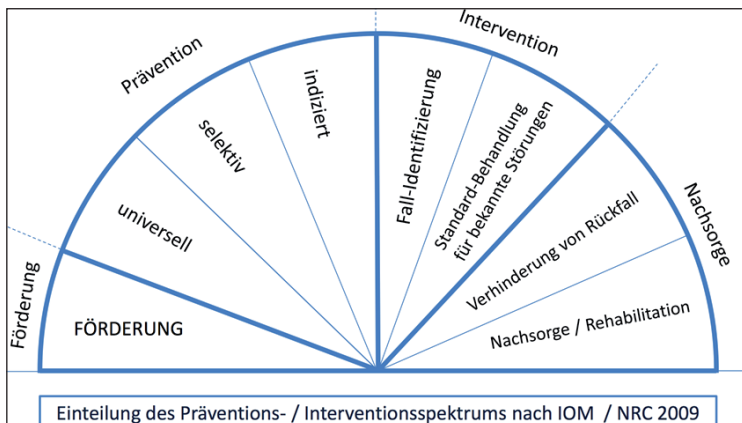 Förderung
Prävention
Intervention
Nachsorge
FÖRDERUNG
universell
selektiv
indiziert
Fall-Identifizierung
Standard-Behandlung
für bekannte Störungen
Verhinderung von Rückfall
Nachsorge / Rehabilitation
Einteilung des Präventions- / Interventionsspektrums nach IOM / NRC 2009